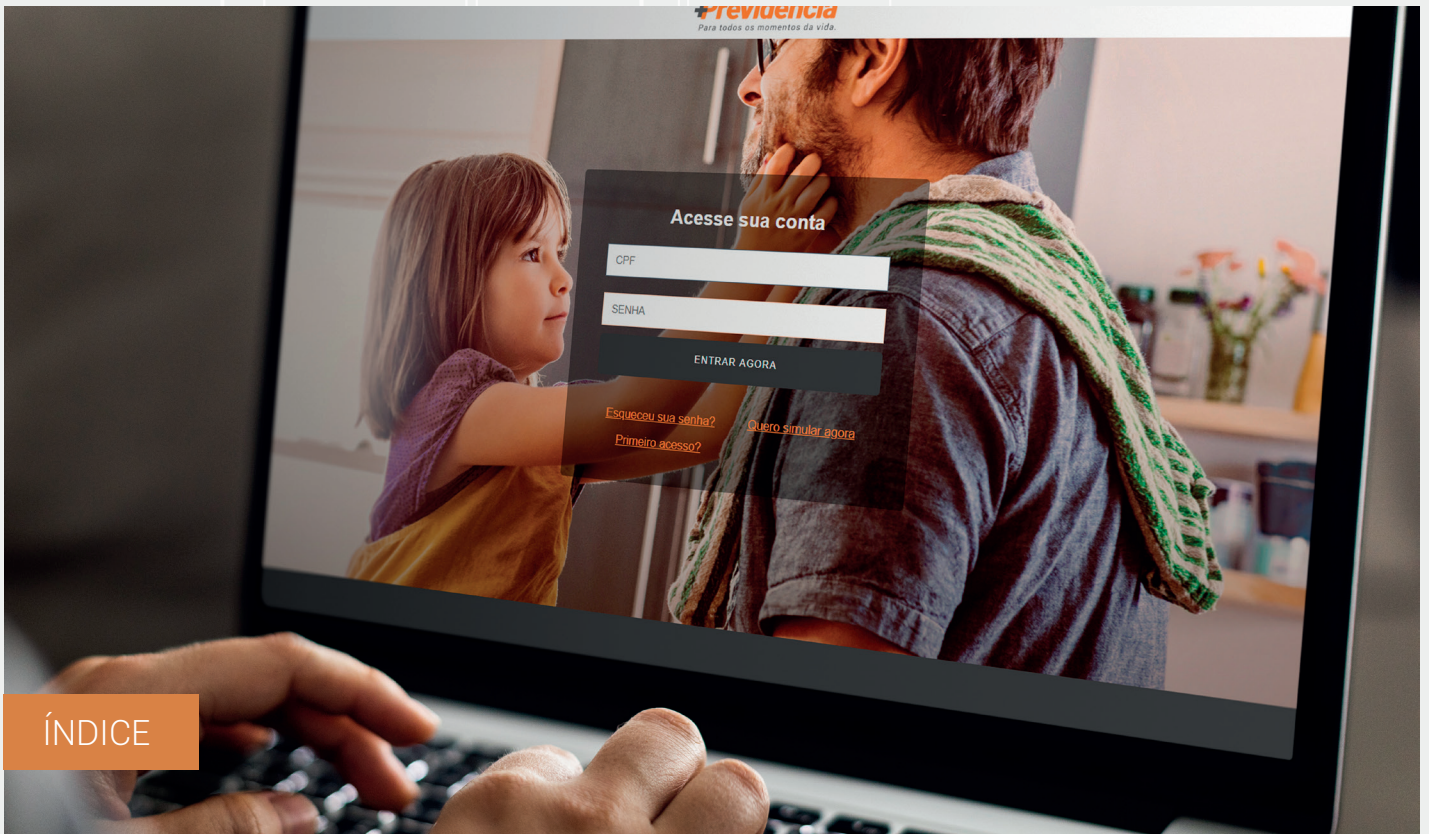 +Previdência
Para todos os momentos da vida.
Acesse sua conta
CPF
SENHA
ENTRAR AGORA
Esqueceu sua senha?
Quero simular agora
Primeiro acesso?
ÍNDICE